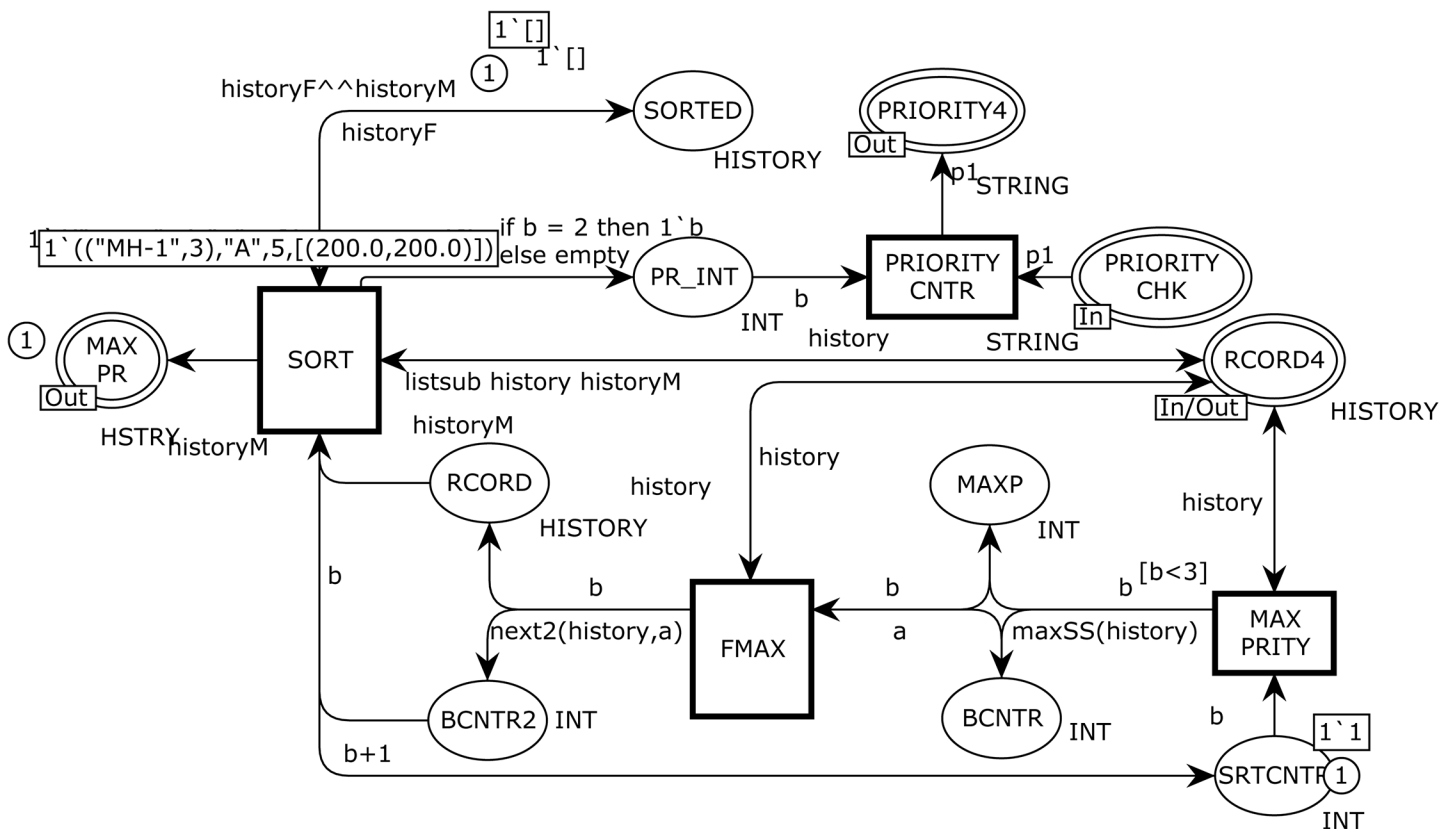 1`[]
1`[]
1
historyF^^historyM
historyF
SORTED
HISTORY
PRIORITY4
Out
p1
STRING
1`(("MH-1",3),"A",5,[(200.0,200.0)])
if b = 2 then 1`b
else empty
PR_INT
INT
b
PRIORITY
CNTR
p1
PRIORITY
CHK
In
STRING
history
1
MAX
PR
Out
HSTRY
historyM
SORT
listsub history historyM
RCORD4
In/Out
HISTORY
historyM
RCORD
HISTORY
history
history
MAXP
INT
history
[b<3]
b
b
b
b
next2(history,a)
FMAX
a
maxSS(history)
MAX
PRITY
BCNTR2
INT
BCNTR
INT
b
1`1
b+1
SRTCNTR
1
INT